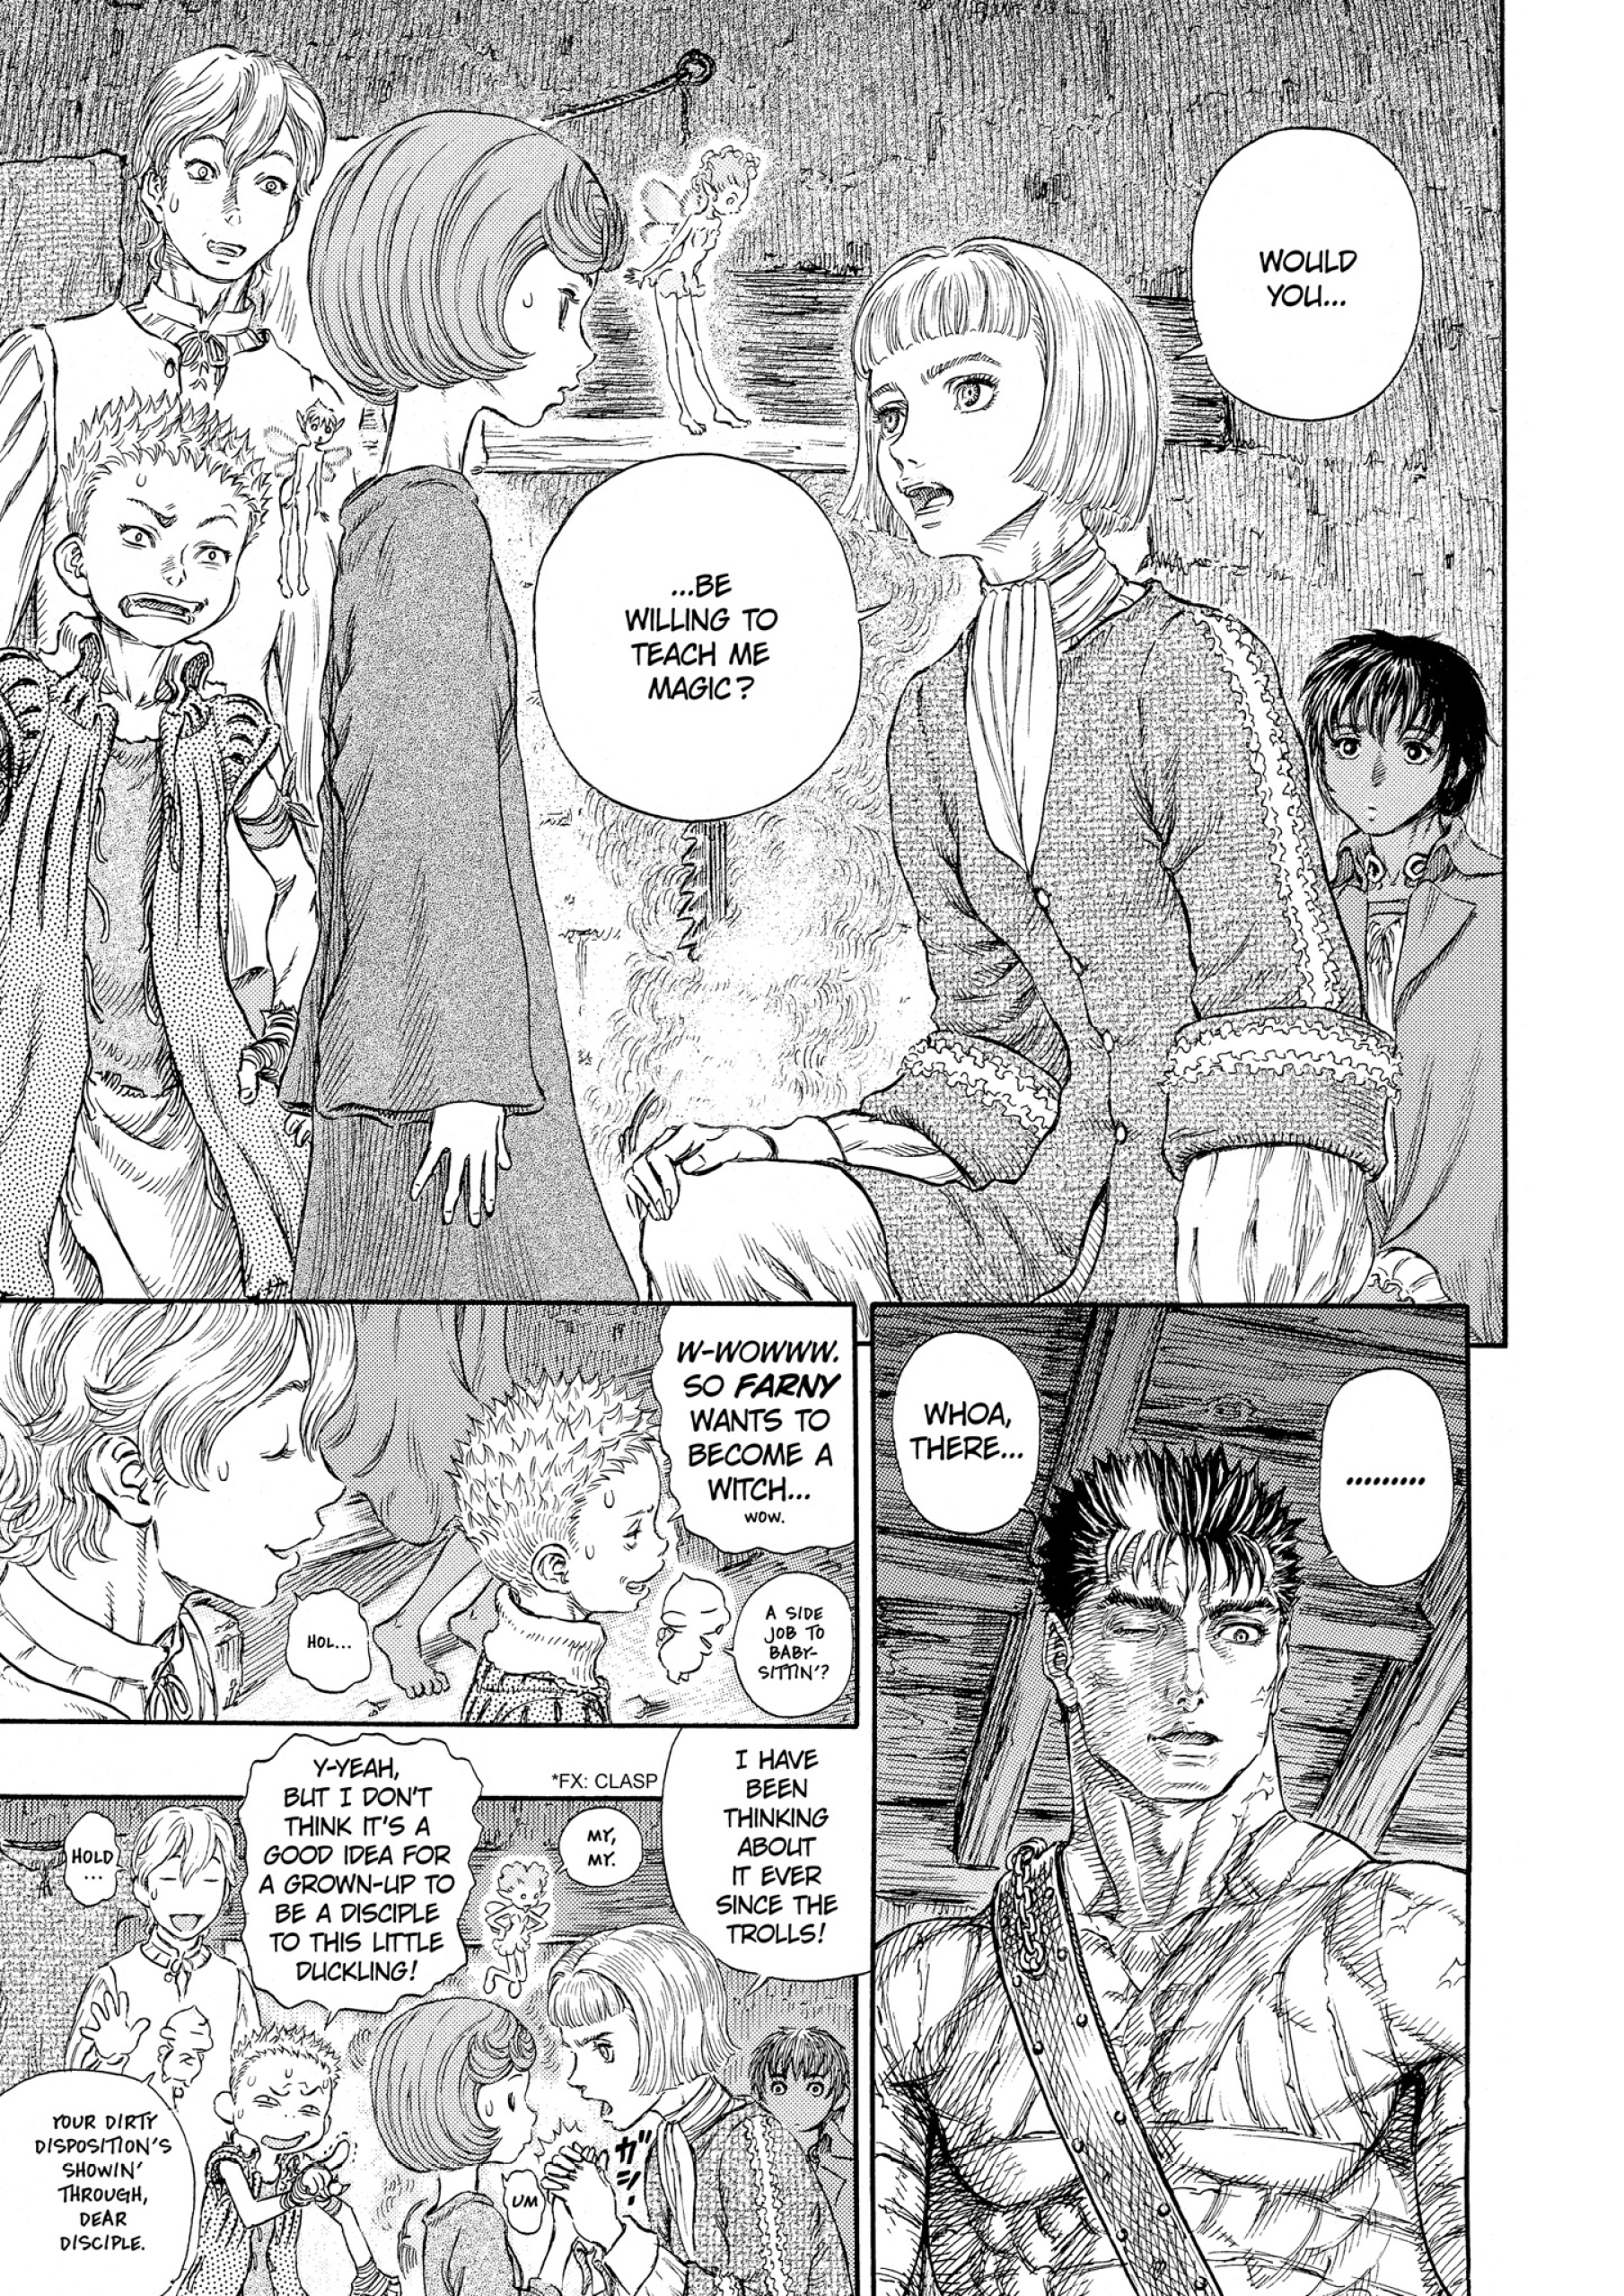 WOULD
YOU...
...BE
WILLING TO
TEACH ME
MAGIC?
..........
WHOA,
THERE...
W-WOWWW.
SO FARNY
WANTS TO
BECOME A
WITCH...
WOW.
A SIDE
JOB TO
BABY-
SITTIN'?
HOL...
I HAVE
BEEN
THINKING
ABOUT
IT EVER
SINCE THE
TROLLS!
*FX: CLASP
MY,
MY.
ガシッ
UM
Y-YEAH,
BUT I DON'T
THINK IT'S A
GOOD IDEA FOR
A GROWN-UP TO
BE A DISCIPLE
TO THIS LITTLE
DUCKLING!
HOLD
...
YOUR DIRTY
DISPOSITION'S
SHOWIN'
THROUGH,
DEAR
DISCIPLE.